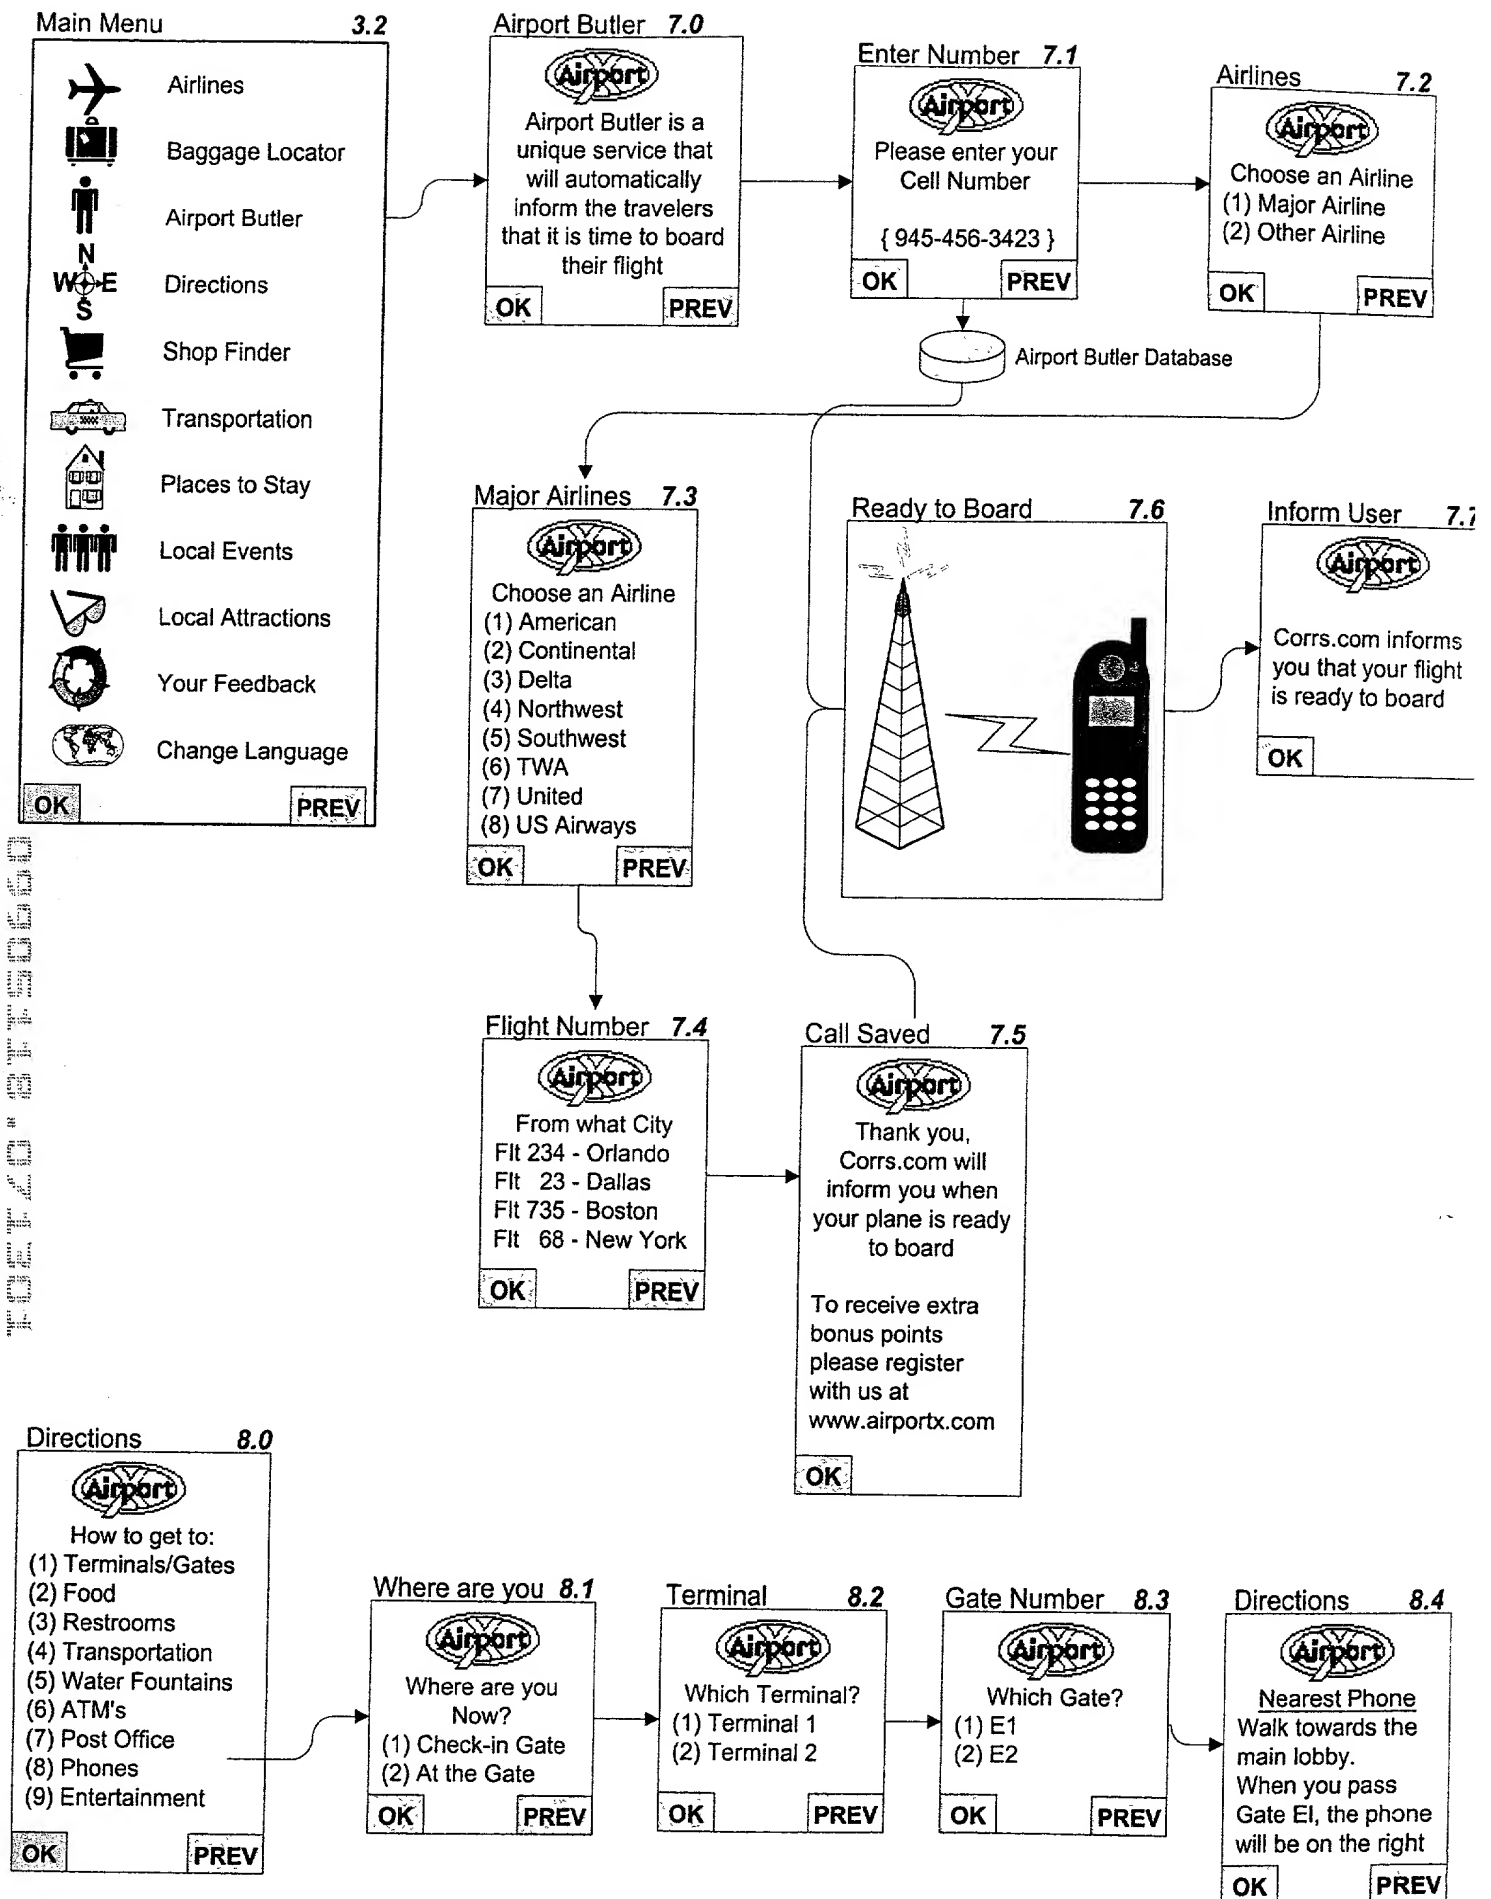 Main Menu 3.2
Airlines
Baggage Locator
Airport Butler
N
W E
S
Directions
Shop Finder
Transportation
Places to Stay
Local Events
Local Attractions
Your Feedback
Change Language
OK PREV
Airport Butler 7.0
Airport X
Airport Butler is a
unique service that
will automatically
inform the travelers
that it is time to board
their flight
OK PREV
Enter Number 7.1
Airport X
Please enter your
Cell Number
{ 945-456-3423 }
OK PREV
Airport Butler Database
Airlines 7.2
Airport X
Choose an Airline
(1) Major Airline
(2) Other Airline
OK PREV
Major Airlines 7.3
Airport X
Choose an Airline
(1) American
(2) Continental
(3) Delta
(4) Northwest
(5) Southwest
(6) TWA
(7) United
(8) US Airways
OK PREV
Ready to Board 7.6
Inform User 7.7
Airport X
Corrs.com informs
you that your flight
is ready to board
OK
Flight Number 7.4
Airport X
From what City
Flt 234 - Orlando
Flt 23 - Dallas
Flt 735 - Boston
Flt 68 - New York
OK PREV
Call Saved 7.5
Airport X
Thank you,
Corrs.com will
inform you when
your plane is ready
to board
To receive extra
bonus points
please register
with us at
www.airportx.com
OK
Directions 8.0
Airport X
How to get to:
(1) Terminals/Gates
(2) Food
(3) Restrooms
(4) Transportation
(5) Water Fountains
(6) ATM's
(7) Post Office
(8) Phones
(9) Entertainment
OK PREV
Where are you 8.1
Airport X
Where are you
Now?
(1) Check-in Gate
(2) At the Gate
OK PREV
Terminal 8.2
Airport X
Which Terminal?
(1) Terminal 1
(2) Terminal 2
OK PREV
Gate Number 8.3
Airport X
Which Gate?
(1) E1
(2) E2
OK PREV
Directions 8.4
Airport X
Nearest Phone
Walk towards the
main lobby.
When you pass
Gate EI, the phone
will be on the right
OK PREV